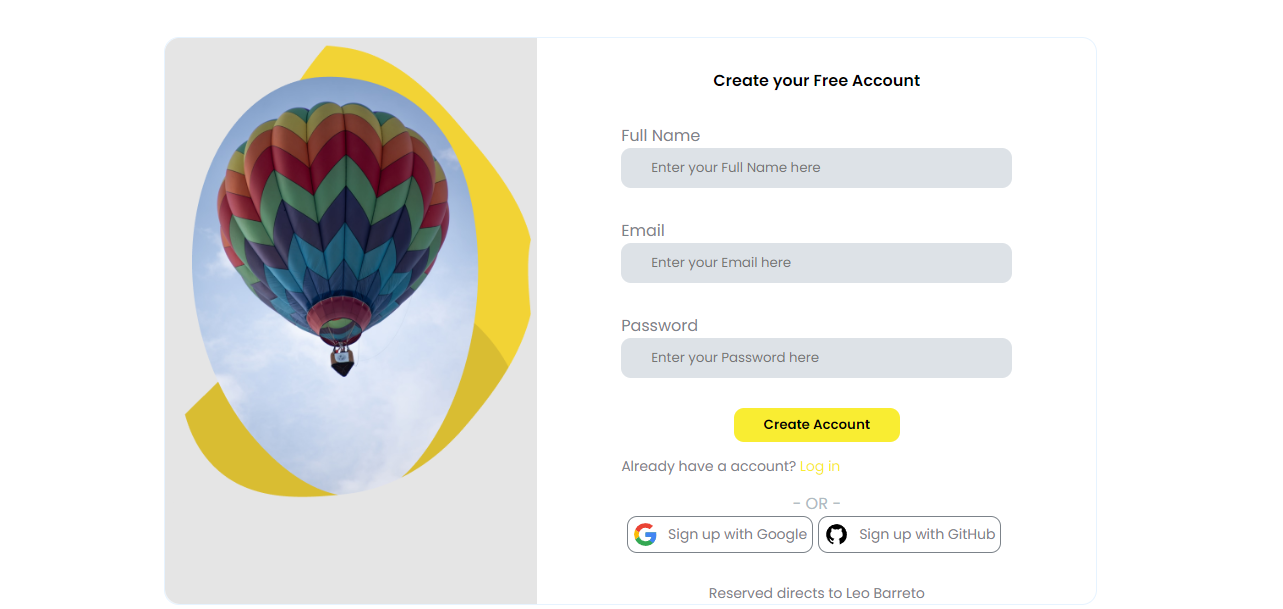 Create your Free Account
Full Name
Enter your Full Name here
Email
Enter your Email here
Password
Enter your Password here
Create Account
Already have a account? Log in
- OR -
Sign up with Google Sign up with GitHub
Reserved directs to Leo Barreto